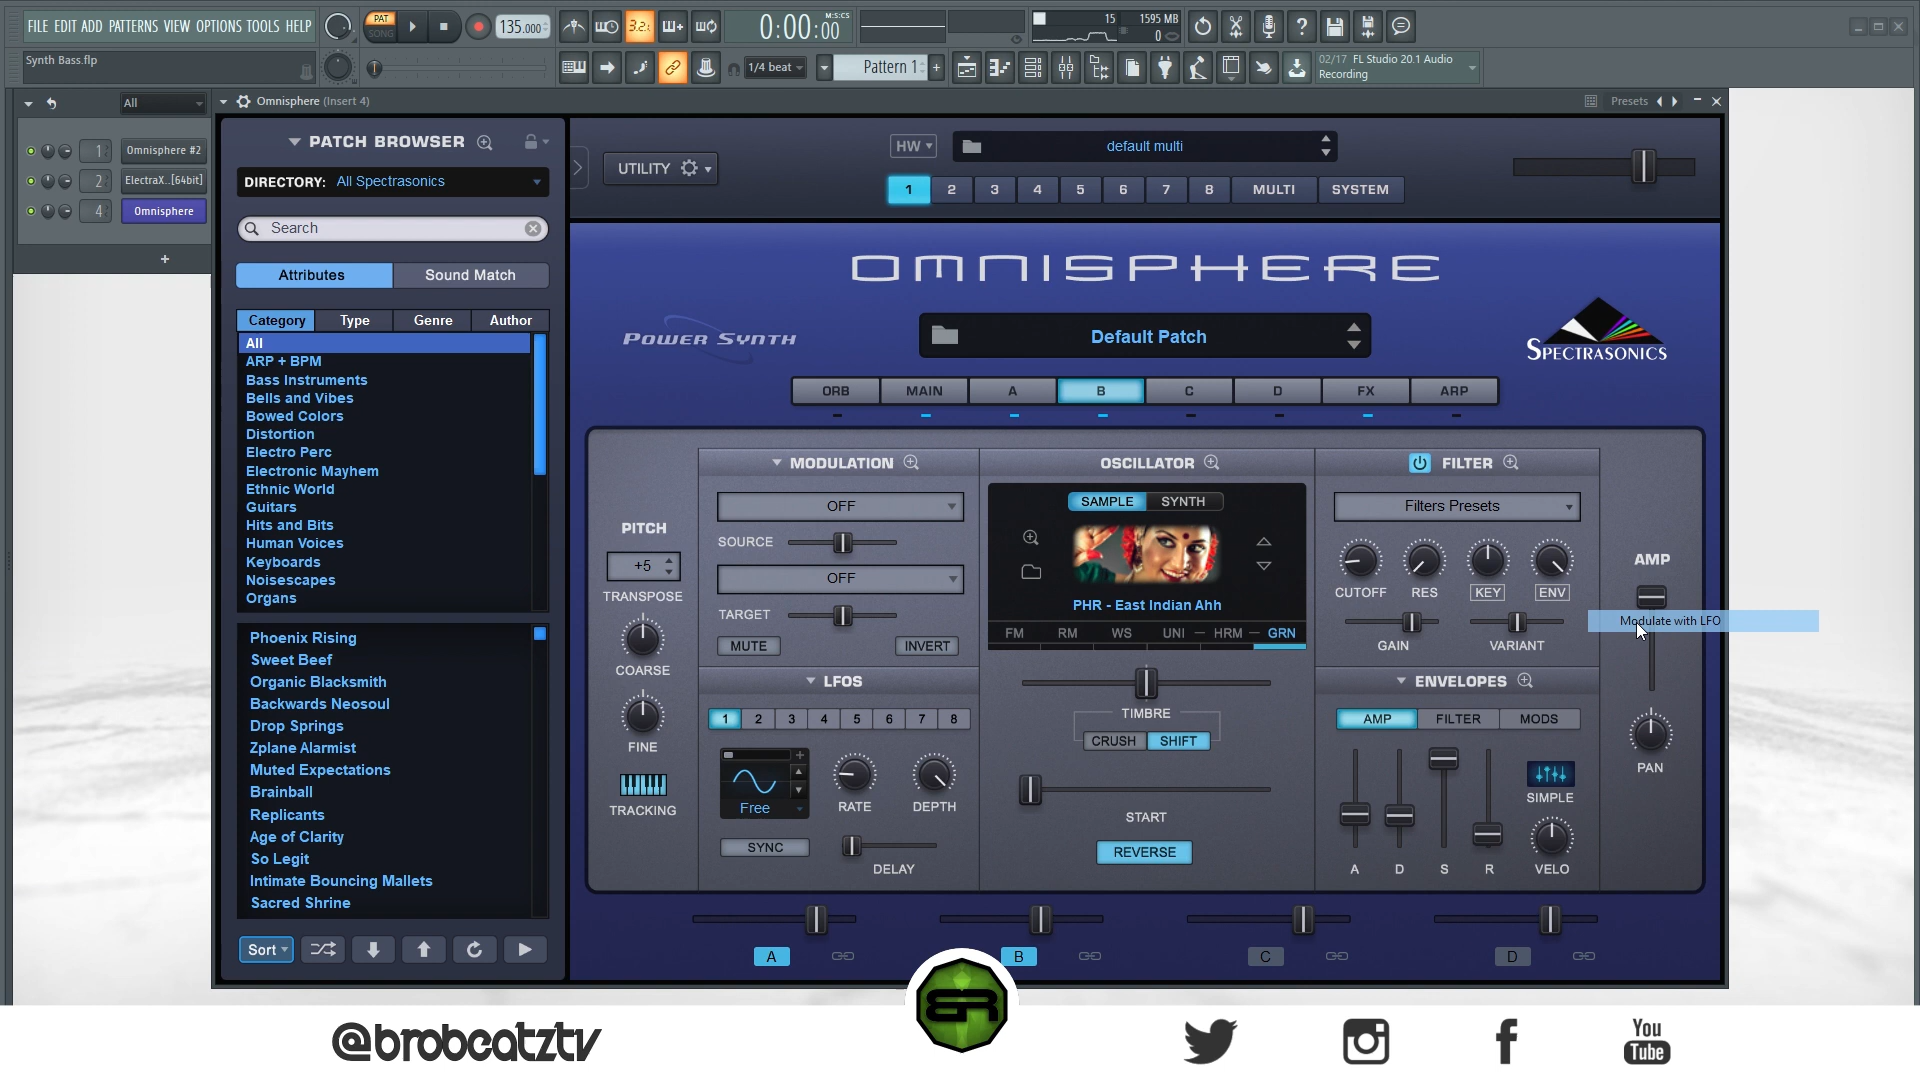 FILE EDIT ADD PATTERNS VIEW OPTIONS TOOLS HELP
PAT
SONG
135.000
3.2.
0:00:00
M:S:CS
15
1595 MB
0
Synth Bass.flp
1/4 beat
Pattern 1
+
02/17 FL Studio 20.1 Audio
Recording
All
Omnisphere (Insert 4)
Presets
1
Omnisphere #2
2
ElectraX..[64bit]
4
Omnisphere
+
PATCH BROWSER
DIRECTORY: All Spectrasonics
Search
Attributes
Sound Match
Category
Type
Genre
Author
All
ARP + BPM
Bass Instruments
Bells and Vibes
Bowed Colors
Distortion
Electro Perc
Electronic Mayhem
Ethnic World
Guitars
Hits and Bits
Human Voices
Keyboards
Noisescapes
Organs
Phoenix Rising
Sweet Beef
Organic Blacksmith
Backwards Neosoul
Drop Springs
Zplane Alarmist
Muted Expectations
Brainball
Replicants
Age of Clarity
So Legit
Intimate Bouncing Mallets
Sacred Shrine
Sort
UTILITY
HW
default multi
1 2 3 4 5 6 7 8 MULTI SYSTEM
OMNISPHERE
POWER SYNTH
Default Patch
SPECTRASONICS
ORB MAIN A B C D FX ARP
PITCH
+5
TRANSPOSE
COARSE
FINE
TRACKING
MODULATION
OFF
SOURCE
OFF
TARGET
MUTE
INVERT
LFOS
1 2 3 4 5 6 7 8
Free
RATE
DEPTH
SYNC
DELAY
OSCILLATOR
SAMPLE SYNTH
PHR - East Indian Ahh
FM RM WS UNI HRM GRN
TIMBRE
CRUSH SHIFT
START
REVERSE
FILTER
Filters Presets
CUTOFF RES KEY ENV
GAIN VARIANT
ENVELOPES
AMP FILTER MODS
SIMPLE
A D S R VELO
AMP
Modulate with LFO
PAN
A B C D
@brobeatztv
BR
You
Tube